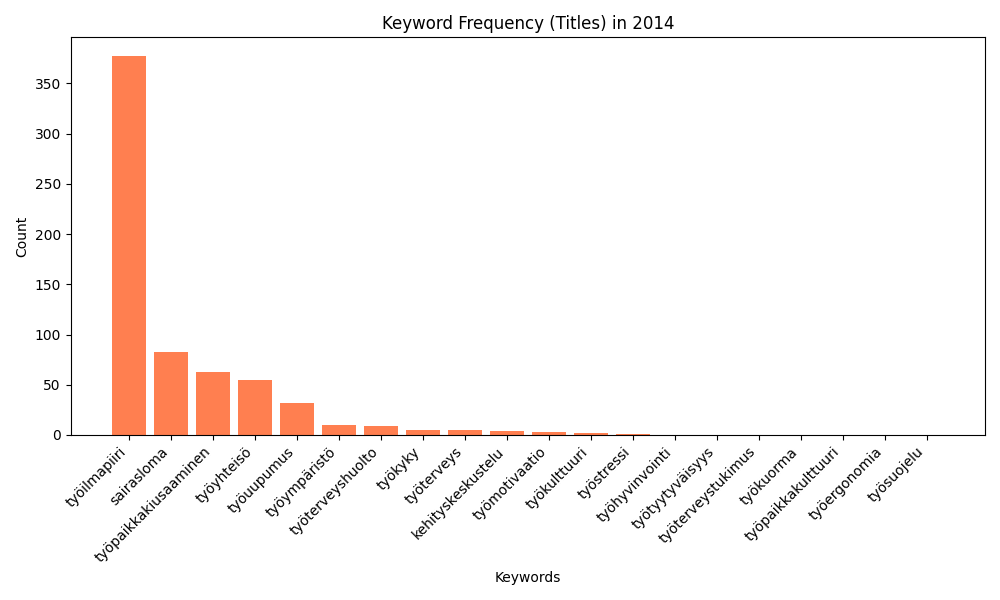 Keyword Frequency (Titles) in 2014
Count
350
300
250
200
150
100
50
0
työilmapiiri
sairasloma
työpaikkakiusaaminen
työyhteisö
työuupumus
työympäristö
työterveyshuolto
työkyky
työterveys
kehityskeskustelu
työmotivaatio
työkulttuuri
työstressi
työhyvinvointi
työtyytyväisyys
työterveystukimus
työkuorma
työpaikkakulttuuri
työergonomia
työsuojelu
Keywords